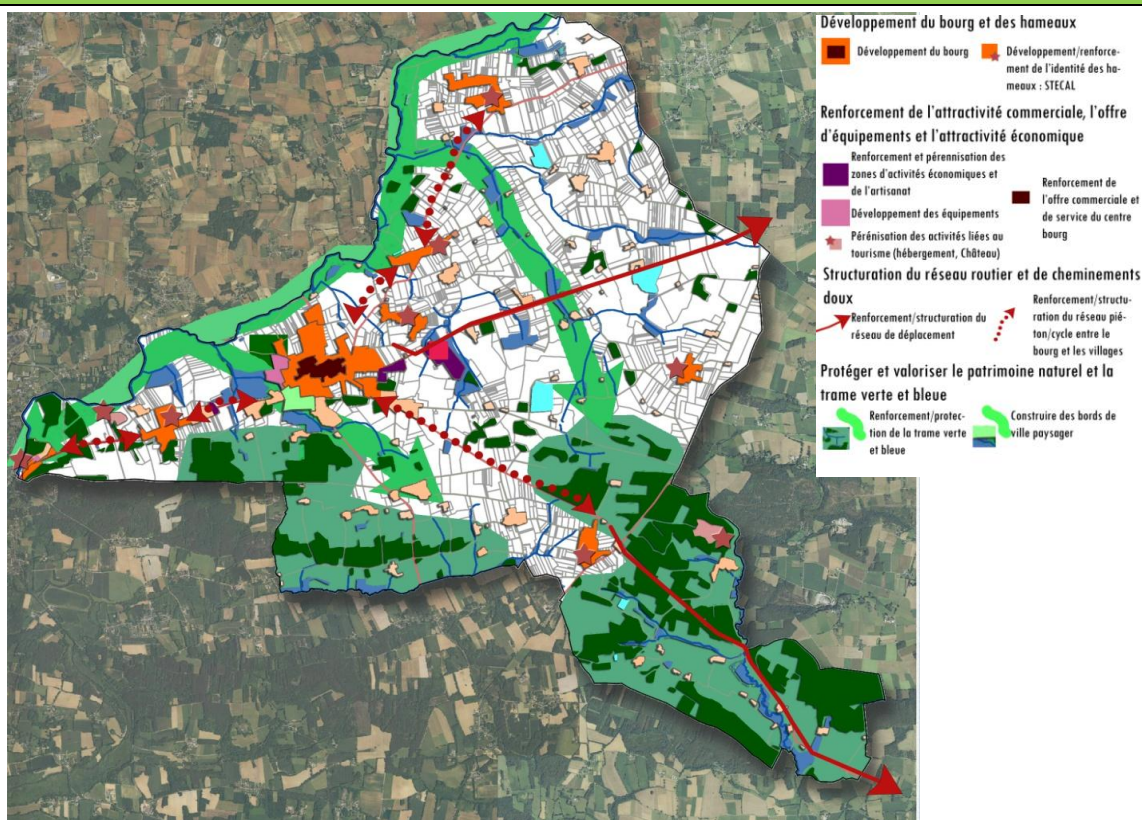 Développement du bourg et des hameaux
Développement du bourg
Développement/renforce-
ment de l'identité des ha-
meaux : STECAL
Renforcement de l'attractivité commerciale, l'offre
d'équipements et l'attractivité économique
Renforcement et pérennisation des
zones d'activités économiques et
de l'artisanat
Développement des équipements
Pérénisation des activités liées au
tourisme (hébergement, Château)
Renforcement de
l'offre commerciale et
de service du centre
bourg
Structuration du réseau routier et de cheminements
doux
Renforcement/structuration du
réseau de déplacement
Renforcement/structu-
ration du réseau pié-
ton/cycle entre le
bourg et les villages
Protéger et valoriser le patrimoine naturel et la
trame verte et bleue
Renforcement/protec-
tion de la trame verte
et bleue
Construire des bords de
ville paysager